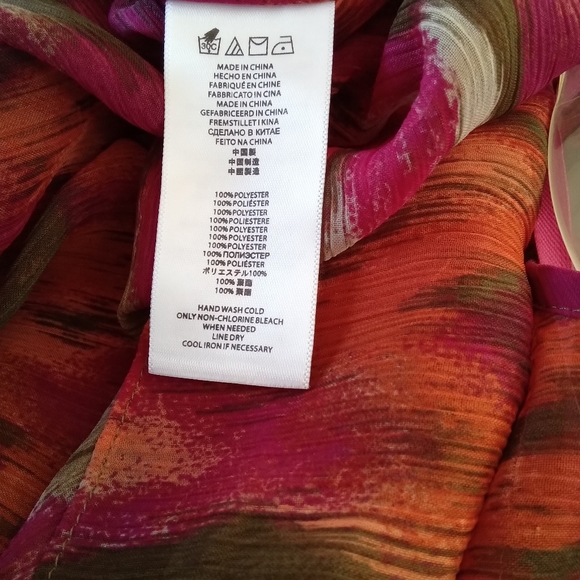 30C
MADE IN CHINA
HECHO EN CHINA
FABRIQUÉ EN CHINE
FABBRICATO IN CINA
MADE IN CHINA
GEFABRICEERD IN CHINA
FREMSTILLET I KINA
СДЕЛАНО В КИТАЕ
FEITO NA CHINA
中国製
中国制造
中國製造
100% POLYESTER
100% POLIÉSTER
100% POLYESTER
100% POLIESTERE
100% POLYESTER
100% POLYESTER
100% POLYESTER
100% ПОЛИЭСТЕР
100% POLIÉSTER
ポリエステル100%
100% 聚酯
100% 聚酯
HAND WASH COLD
ONLY NON-CHLORINE BLEACH
WHEN NEEDED
LINE DRY
COOL IRON IF NECESSARY